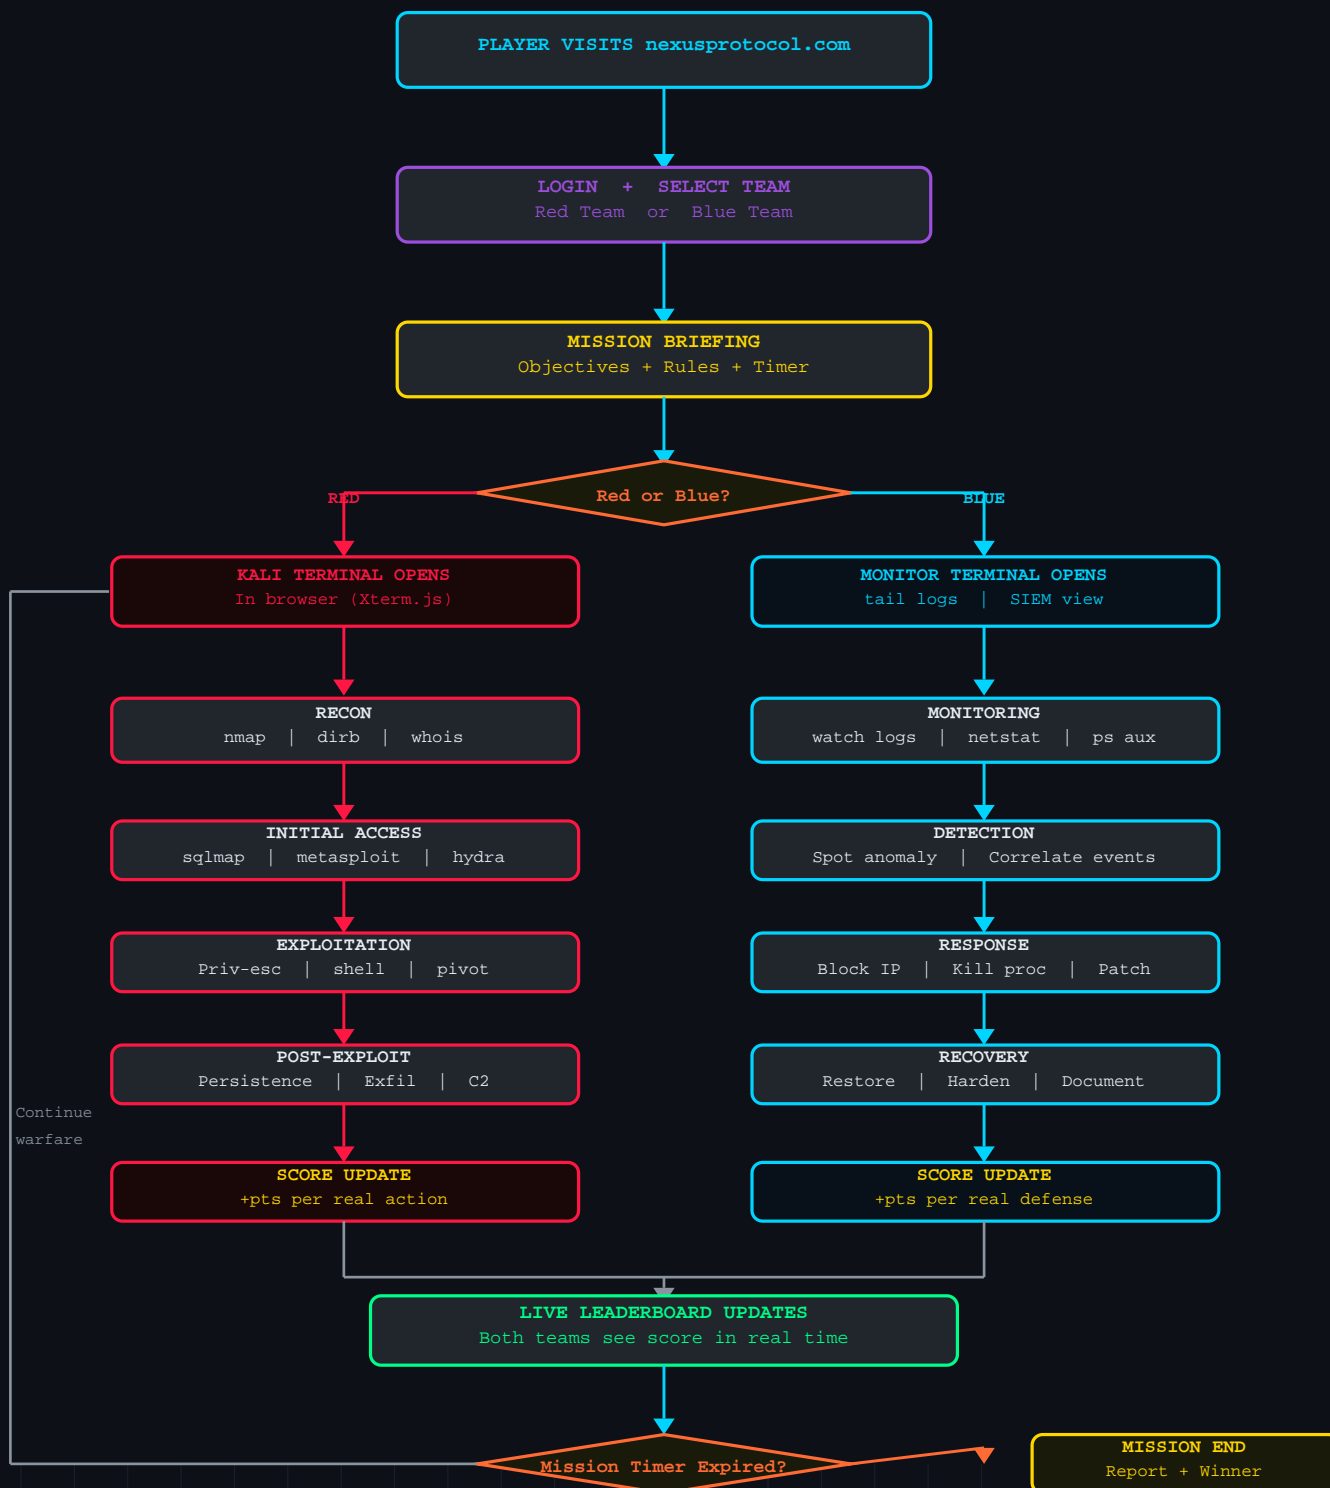 PLAYER VISITS nexusprotocol.com
LOGIN + SELECT TEAM
Red Team or Blue Team
MISSION BRIEFING
Objectives + Rules + Timer
Red or Blue?
RED
BLUE
KALI TERMINAL OPENS
In browser (Xterm.js)
MONITOR TERMINAL OPENS
tail logs | SIEM view
RECON
nmap | dirb | whois
MONITORING
watch logs | netstat | ps aux
INITIAL ACCESS
sqlmap | metasploit | hydra
DETECTION
Spot anomaly | Correlate events
EXPLOITATION
Priv-esc | shell | pivot
RESPONSE
Block IP | Kill proc | Patch
POST-EXPLOIT
Persistence | Exfil | C2
RECOVERY
Restore | Harden | Document
Continue
warfare
SCORE UPDATE
+pts per real action
SCORE UPDATE
+pts per real defense
LIVE LEADERBOARD UPDATES
Both teams see score in real time
Mission Timer Expired?
MISSION END
Report + Winner